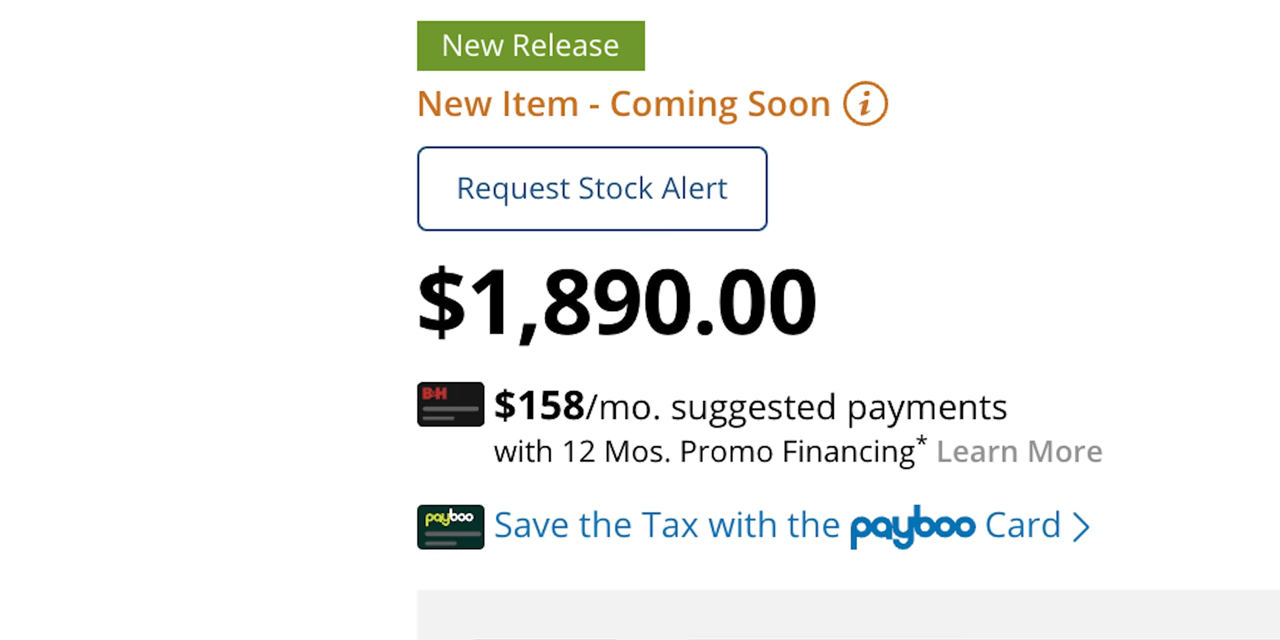 New Release
New Item - Coming Soon i
Request Stock Alert
$1,890.00
B&H $158/mo. suggested payments
with 12 Mos. Promo Financing* Learn More
payboo Save the Tax with the payboo Card